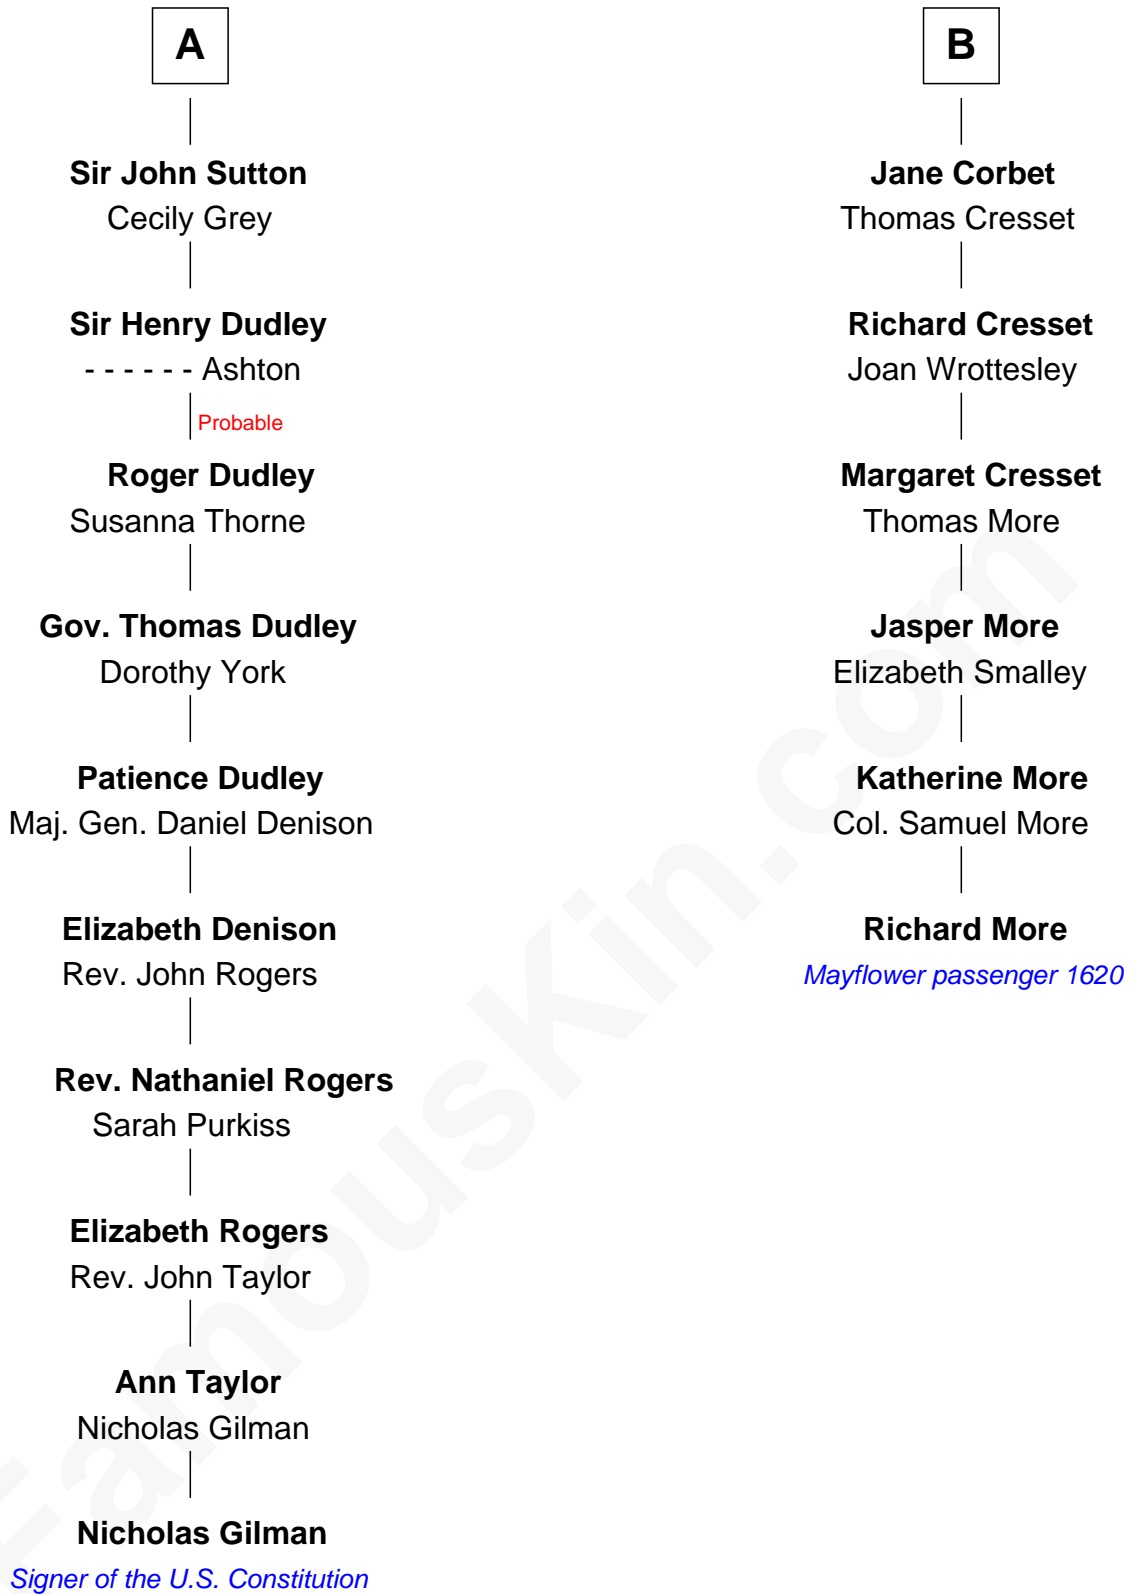 A
Sir John Sutton
Cecily Grey
Sir Henry Dudley
- - - - - - Ashton
Probable
Roger Dudley
Susanna Thorne
Gov. Thomas Dudley
Dorothy York
Patience Dudley
Maj. Gen. Daniel Denison
Elizabeth Denison
Rev. John Rogers
Rev. Nathaniel Rogers
Sarah Purkiss
Elizabeth Rogers
Rev. John Taylor
Ann Taylor
Nicholas Gilman
Nicholas Gilman
Signer of the U.S. Constitution
B
Jane Corbet
Thomas Cresset
Richard Cresset
Joan Wrottesley
Margaret Cresset
Thomas More
Jasper More
Elizabeth Smalley
Katherine More
Col. Samuel More
Richard More
Mayflower passenger 1620
FamousKin.com